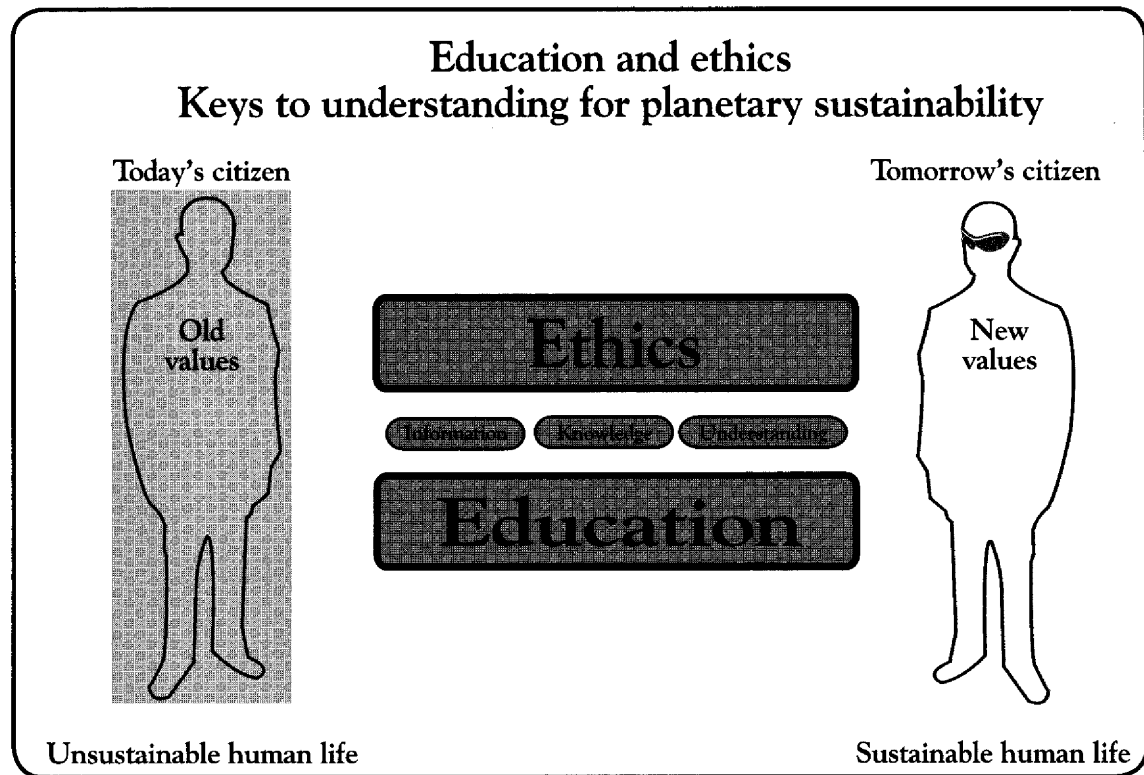 Education and ethics
Keys to understanding for planetary sustainability
Today's citizen
Tomorrow's citizen
Old
values
New
values
Ethics
Information Knowledge Understanding
Education
Unsustainable human life
Sustainable human life